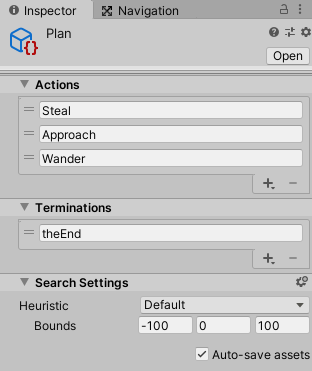 Inspector Navigation
Plan
Open
Actions
Steal
Approach
Wander
Terminations
theEnd
Search Settings
Heuristic Default
Bounds -100 0 100
Auto-save assets